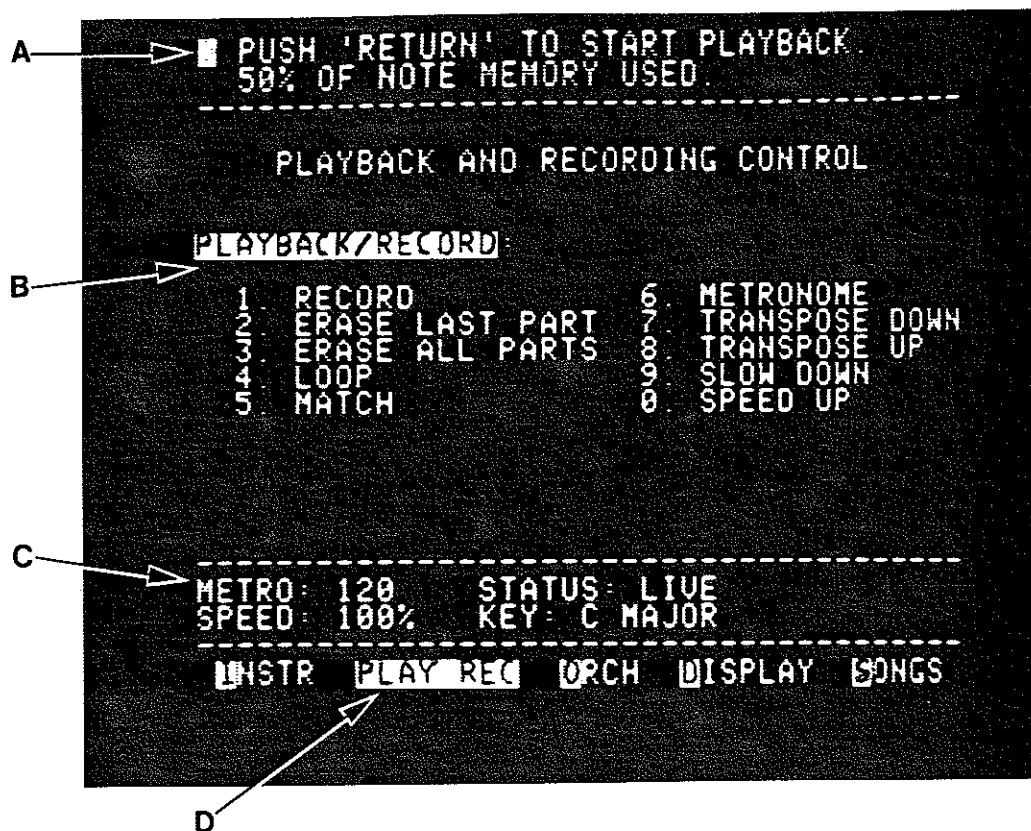 A
PUSH 'RETURN' TO START PLAYBACK.
50% OF NOTE MEMORY USED.
PLAYBACK AND RECORDING CONTROL
PLAYBACK/RECORD:
B
1. RECORD
2. ERASE LAST PART
3. ERASE ALL PARTS
4. LOOP
5. MATCH
6. METRONOME
7. TRANSPOSE DOWN
8. TRANSPOSE UP
9. SLOW DOWN
0. SPEED UP
C
METRO: 120 STATUS: LIVE
SPEED: 100% KEY: C MAJOR
INSTR PLAY REC ORCH DISPLAY SONGS
D